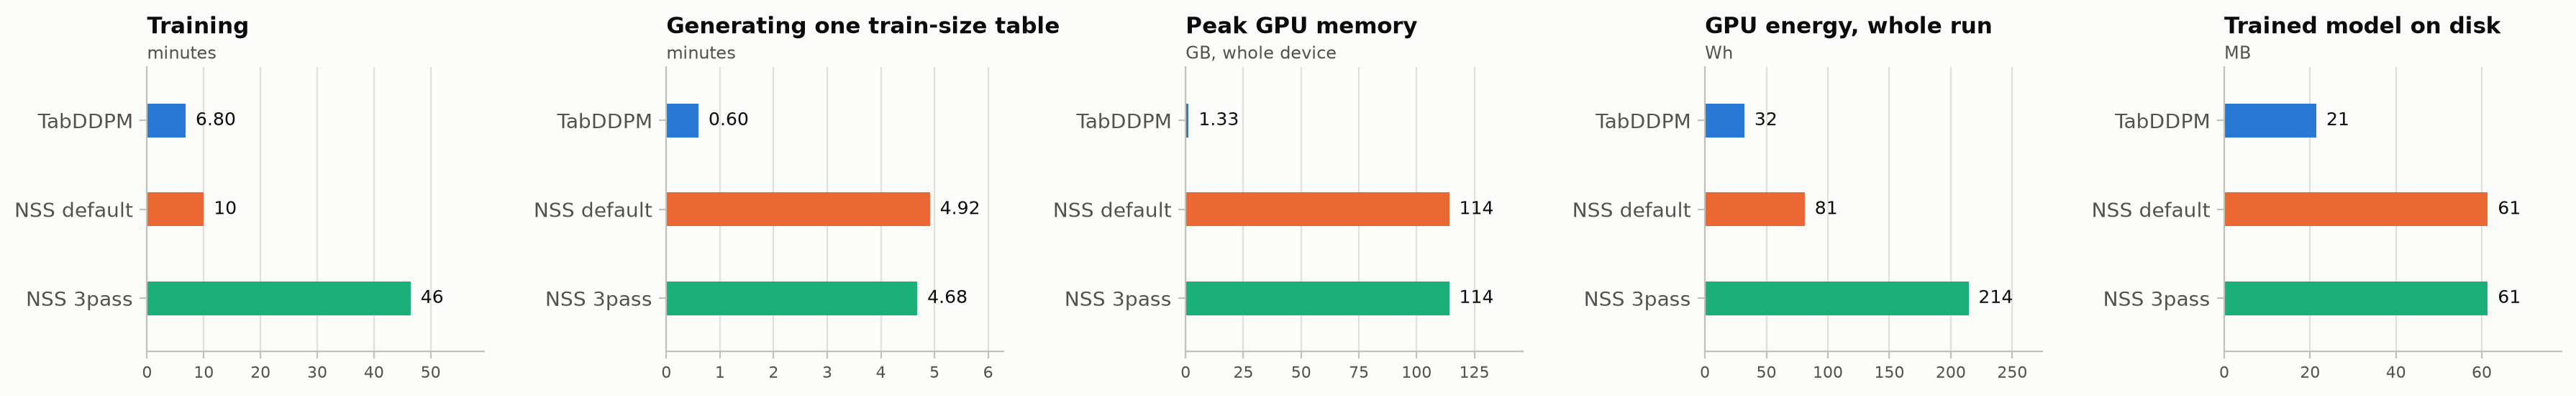 Training
minutes
TabDDPM 6.80
NSS default 10
NSS 3pass 46
0 10 20 30 40 50
Generating one train-size table
minutes
TabDDPM 0.60
NSS default 4.92
NSS 3pass 4.68
0 1 2 3 4 5 6
Peak GPU memory
GB, whole device
TabDDPM 1.33
NSS default 114
NSS 3pass 114
0 25 50 75 100 125
GPU energy, whole run
Wh
TabDDPM 32
NSS default 81
NSS 3pass 214
0 50 100 150 200 250
Trained model on disk
MB
TabDDPM 21
NSS default 61
NSS 3pass 61
0 20 40 60